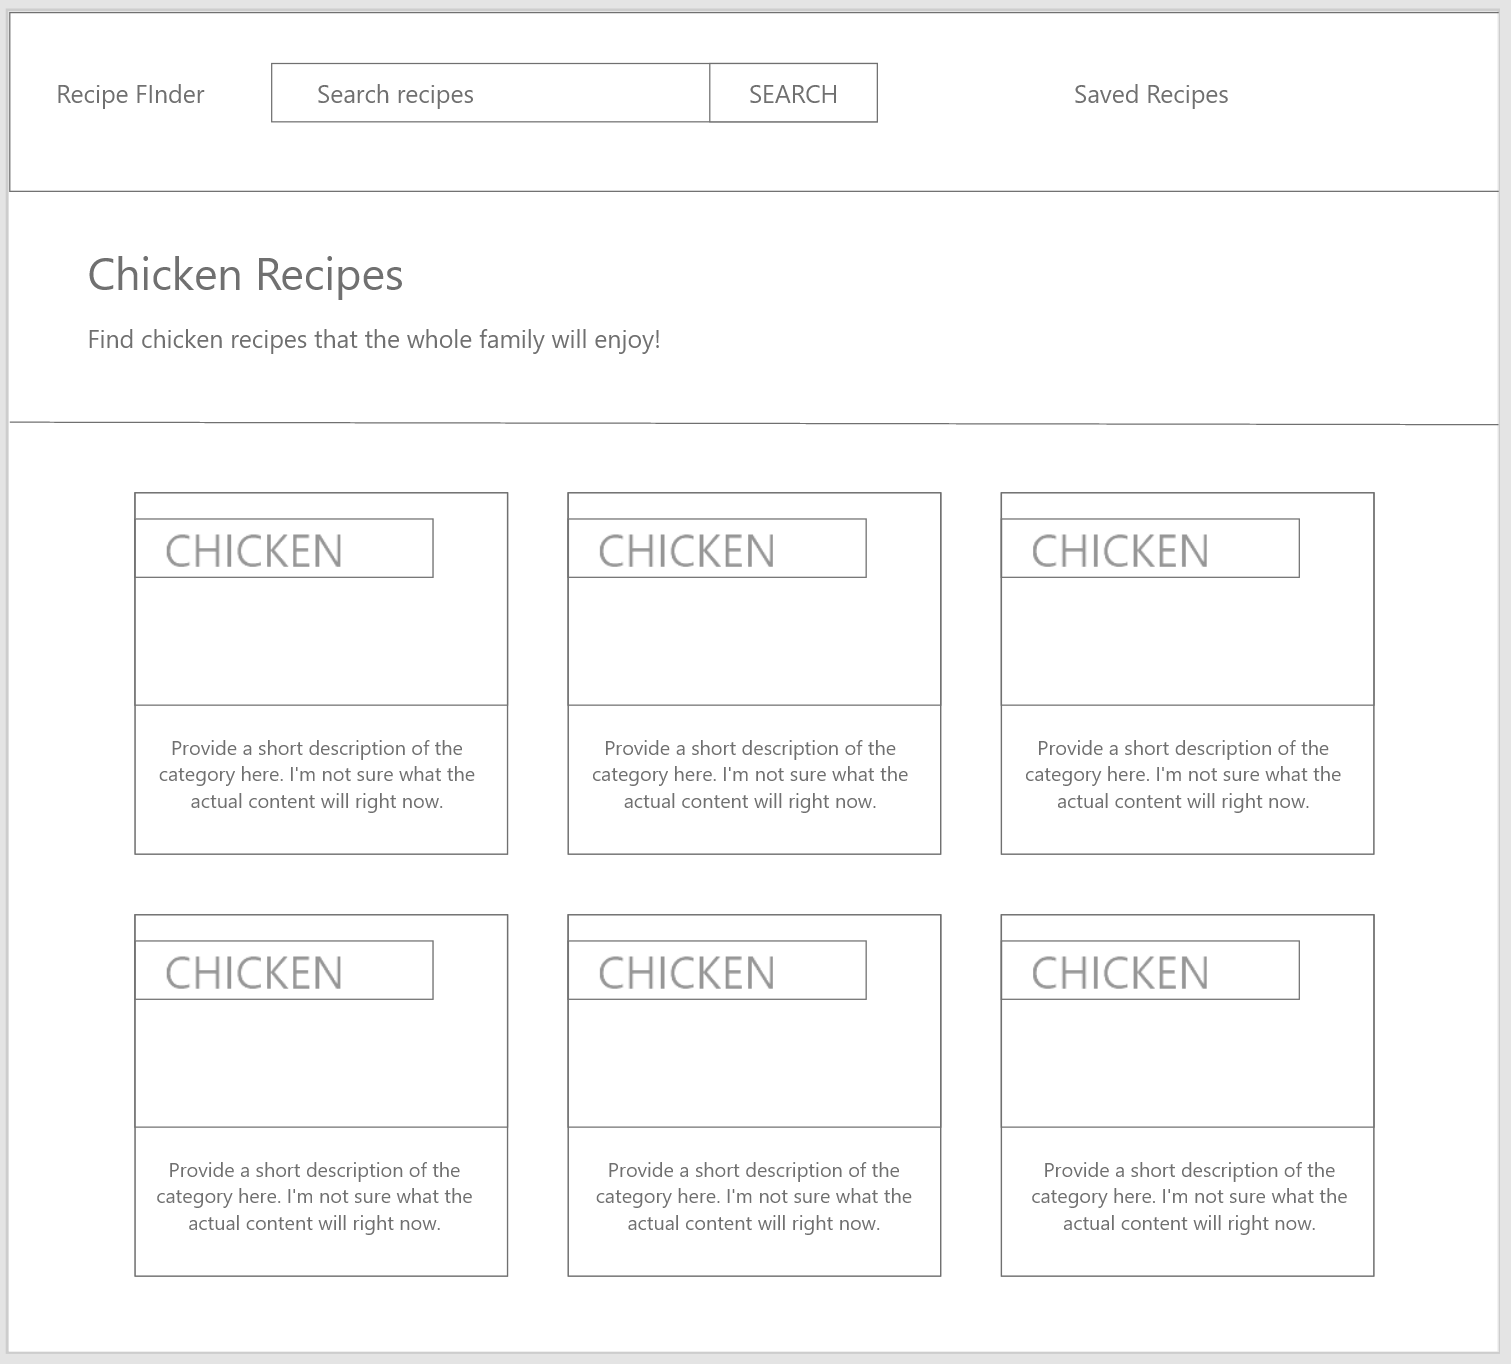 Recipe FInder
Search recipes
SEARCH
Saved Recipes
Chicken Recipes
Find chicken recipes that the whole family will enjoy!
CHICKEN
Provide a short description of the
category here. I'm not sure what the
actual content will right now.
CHICKEN
Provide a short description of the
category here. I'm not sure what the
actual content will right now.
CHICKEN
Provide a short description of the
category here. I'm not sure what the
actual content will right now.
CHICKEN
Provide a short description of the
category here. I'm not sure what the
actual content will right now.
CHICKEN
Provide a short description of the
category here. I'm not sure what the
actual content will right now.
CHICKEN
Provide a short description of the
category here. I'm not sure what the
actual content will right now.